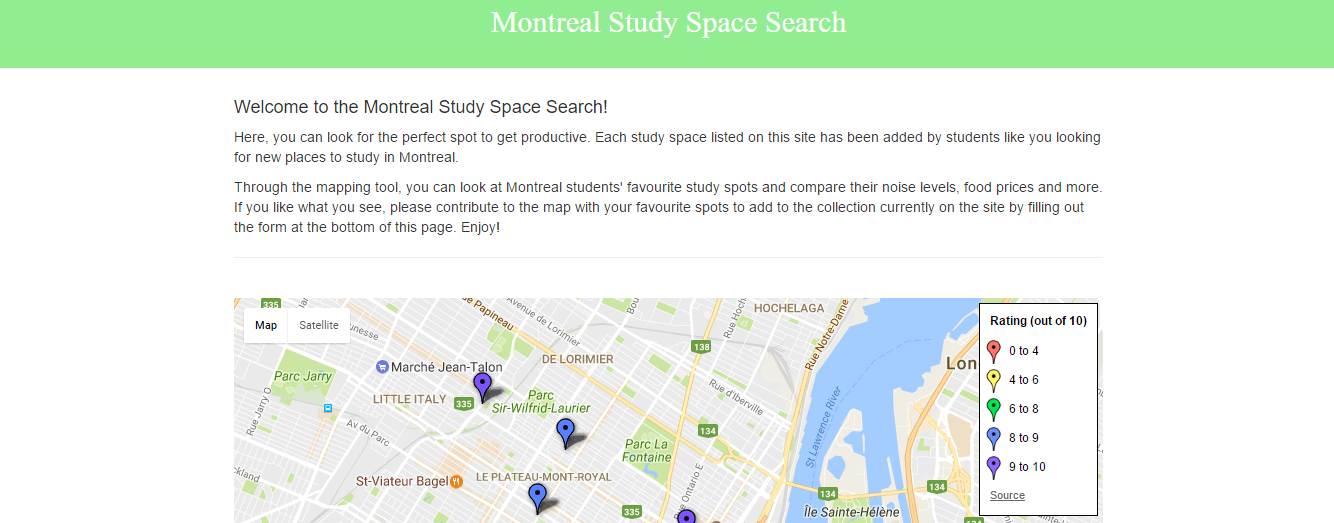 Montreal Study Space Search
Welcome to the Montreal Study Space Search!
Here, you can look for the perfect spot to get productive. Each study space listed on this site has been added by students like you looking
for new places to study in Montreal.
Through the mapping tool, you can look at Montreal students' favourite study spots and compare their noise levels, food prices and more.
If you like what you see, please contribute to the map with your favourite spots to add to the collection currently on the site by filling out
the form at the bottom of this page. Enjoy!
335
de Papineau
Avenue de Lorimier
HOCHELAGA
Rue Notre-Dame
Map
Satellite
Rating (out of 10)
138
DE LORIMIER
0 to 4
Marché Jean-Talon
Lon
Parc Jarry
4 to 6
Rue d'Iberville
LITTLE ITALY
335
Parc
Sir-Wilfrid-Laurier
6 to 8
Rue Jarry O
Av du Parc
134
St Lawrence River
8 to 9
Parc La
Fontaine
134
9 to 10
St-Viateur Bagel
LE PLATEAU-MONT-ROYAL
Rue Ontario E
134
134
Source
335
Île Sainte-Hélène
134